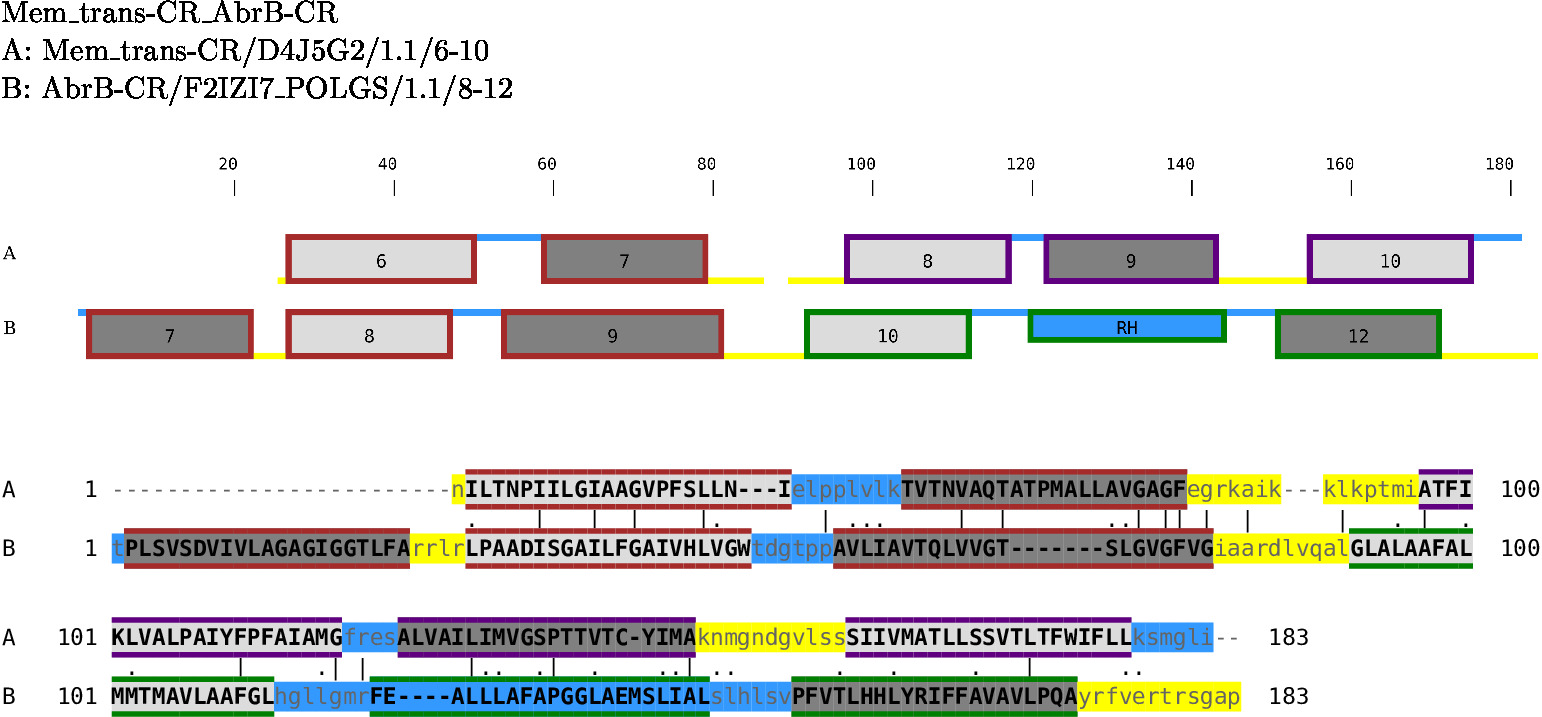 Mem_trans-CR_AbrB-CR
A: Mem_trans-CR/D4J5G2/1.1/6-10
B: AbrB-CR/F2IZI7_POLGS/1.1/8-12
20 40 60 80 100 120 140 160 180
A 6 7 8 9 10
B 7 8 9 10 RH 12
A 1 -------------------------nILTNPIILGIAAGVPFSLLN---IelpplvlkTVTNVAQTATPMALLAVGAGFegrkaik---klkptmiATFI 100
B 1 tPLSVSDVIVLAGAGIGGTLFArrlrLPAADISGAILFGAIVHLVGWtdgtppAVLIAVTQLVVGT-------SLGVGFVGiaardlvqalGLALAAFAL 100
A 101 KLVALPAIYFPFAIAMGfresALVAILIMVGSPTTVTC-YIMAknmgndgvlssSIIVMATLLSSVTLTFWIFLLksmgli-- 183
B 101 MMTMAVLAAFGLhgllgmrFE----ALLLAFAPGGLAEMSLIALslhlsvPFVTLHHLYRIFFAVAVLPQAyrfvertrsgap 183